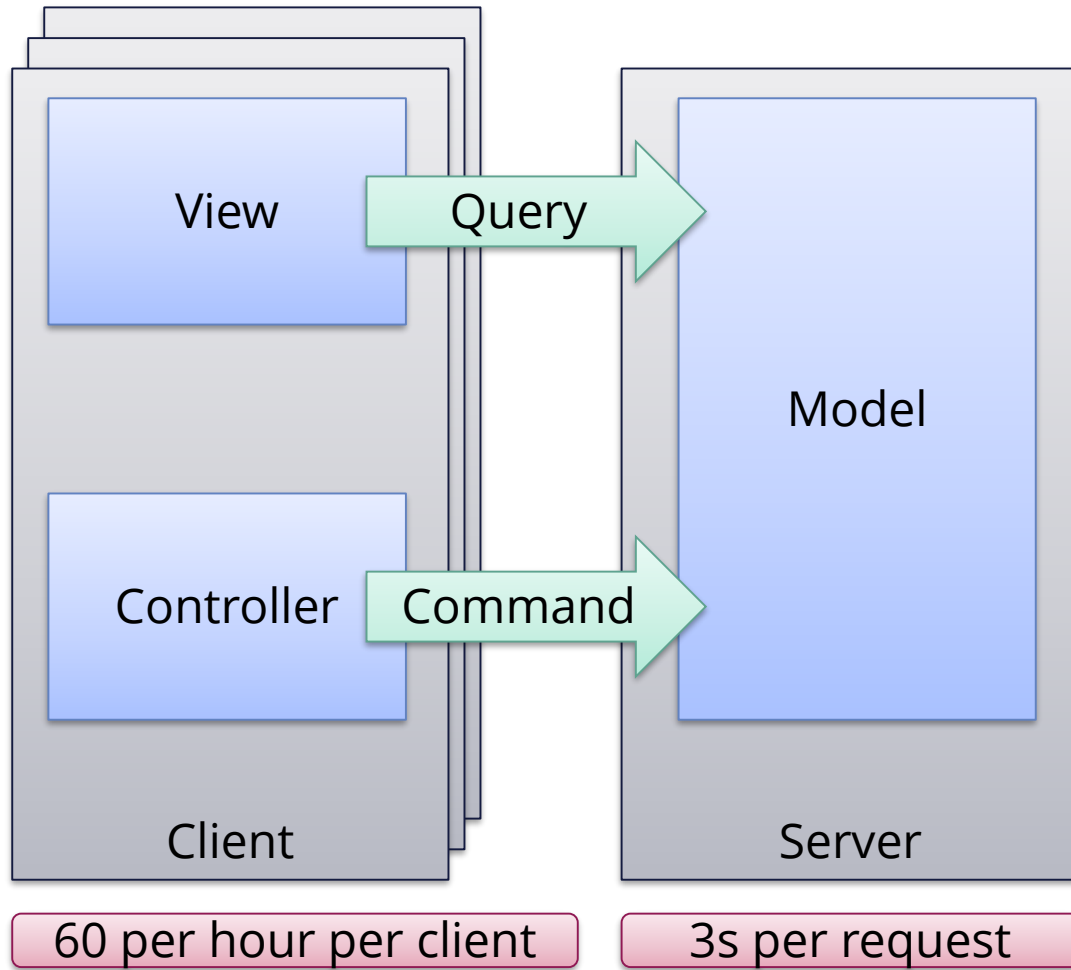 View
Query
Model
Controller
Command
Client
Server
60 per hour per client
3s per request